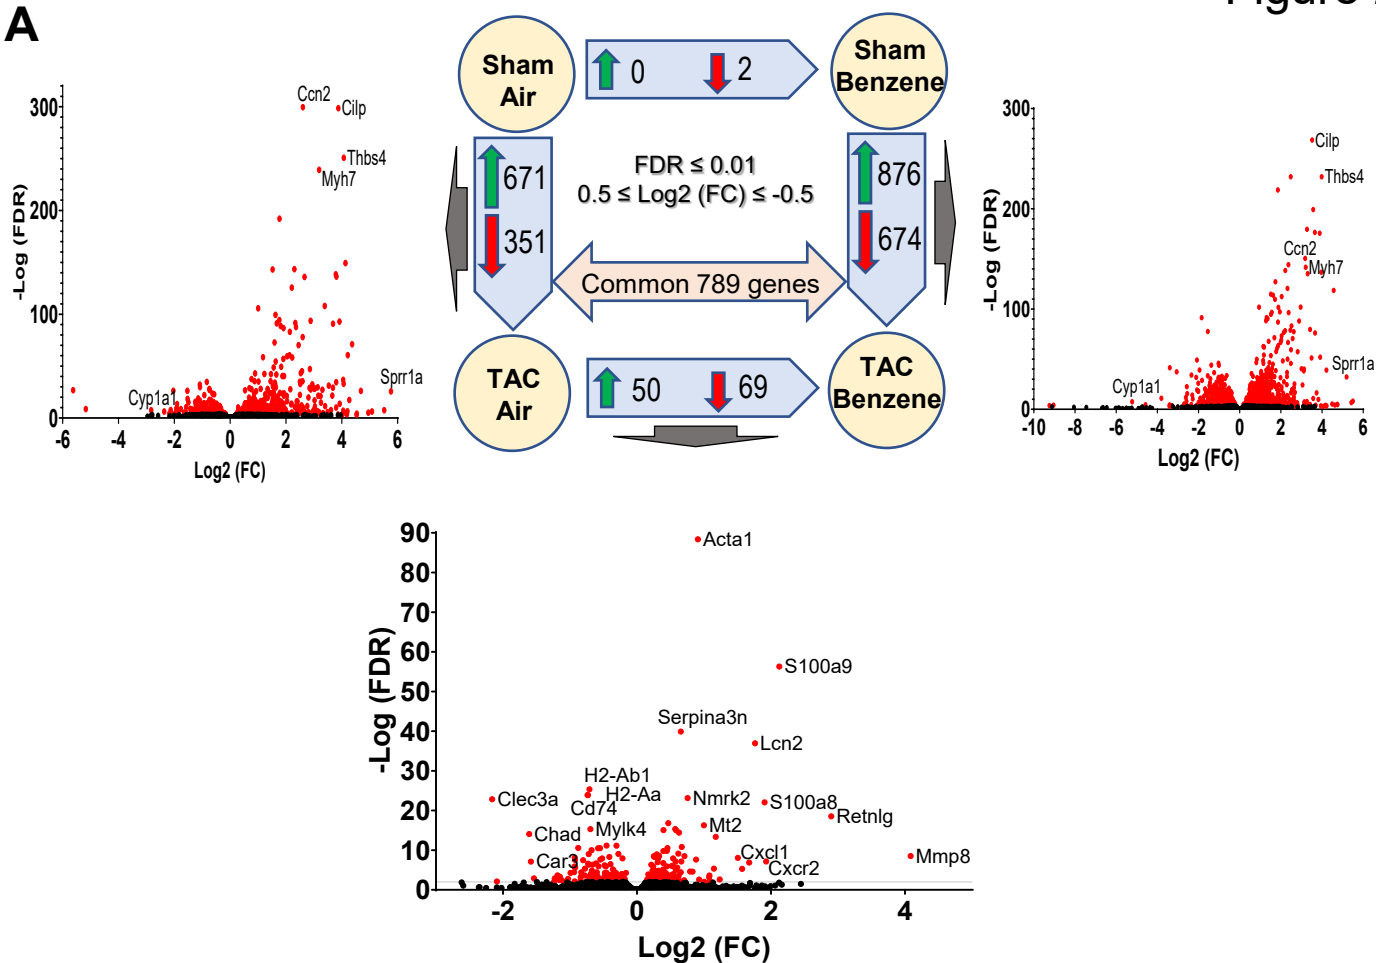 A
Figure
Sham
Air
0
2
Sham
Benzene
671
351
FDR ≤ 0.01
0.5 ≤ Log2 (FC) ≤ -0.5
876
674
Common 789 genes
TAC
Air
50
69
TAC
Benzene
-Log (FDR)
300
200
100
0
-6
-4
-2
0
2
4
6
Log2 (FC)
Ccn2
Cilp
Thbs4
Myh7
Sprr1a
Cyp1a1
-Log (FDR)
300
200
100
0
-10
-8
-6
-4
-2
0
2
4
6
Log2 (FC)
Cilp
Thbs4
Ccn2
Myh7
Sprr1a
Cyp1a1
-Log (FDR)
90
80
70
60
50
40
30
20
10
0
-2
0
2
4
Log2 (FC)
Acta1
S100a9
Serpina3n
Lcn2
H2-Ab1
H2-Aa
Cd74
Clec3a
Nmrk2
S100a8
Retnlg
Chad
Mylk4
Mt2
Car3
Cxcl1
Cxcr2
Mmp8